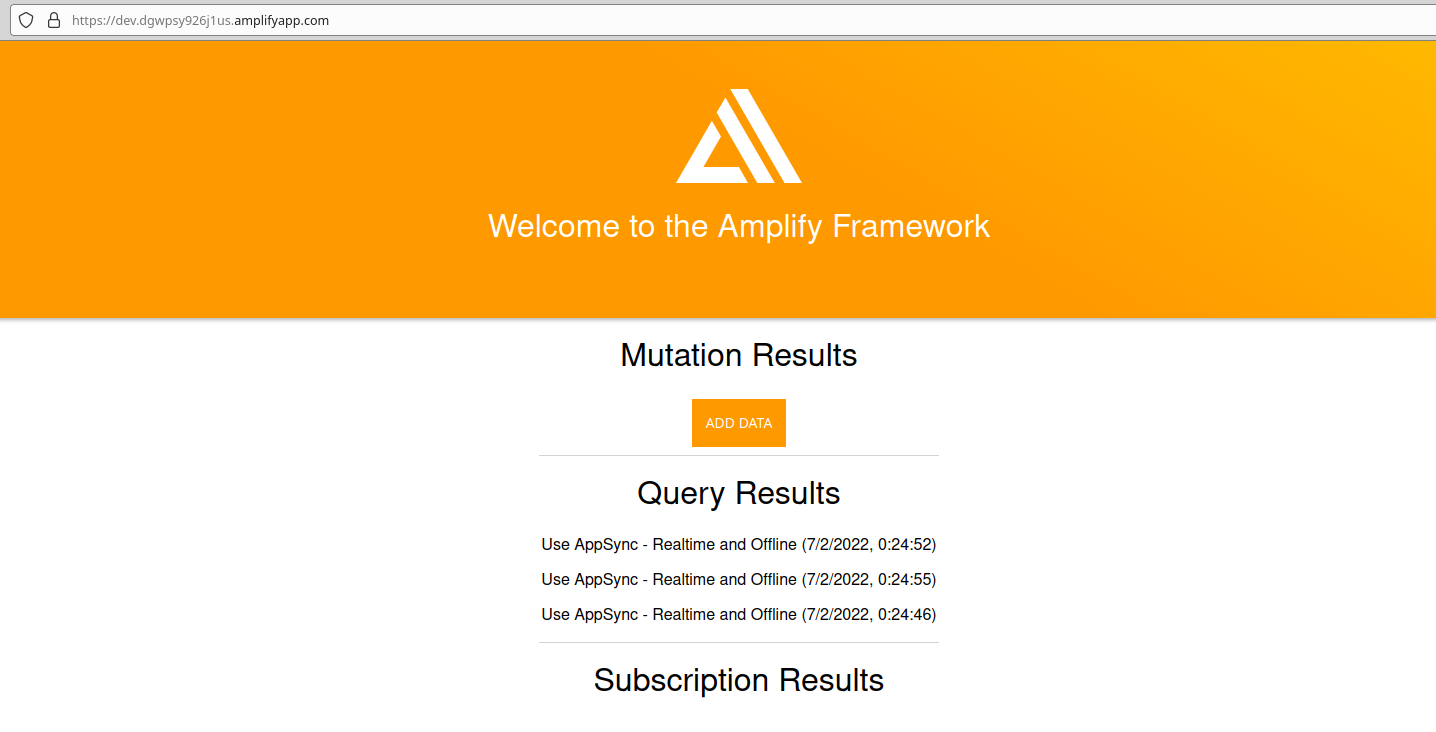 https://dev.dgwpsy926j1us.amplifyapp.com
Welcome to the Amplify Framework
Mutation Results
ADD DATA
Query Results
Use AppSync - Realtime and Offline (7/2/2022, 0:24:52)
Use AppSync - Realtime and Offline (7/2/2022, 0:24:55)
Use AppSync - Realtime and Offline (7/2/2022, 0:24:46)
Subscription Results